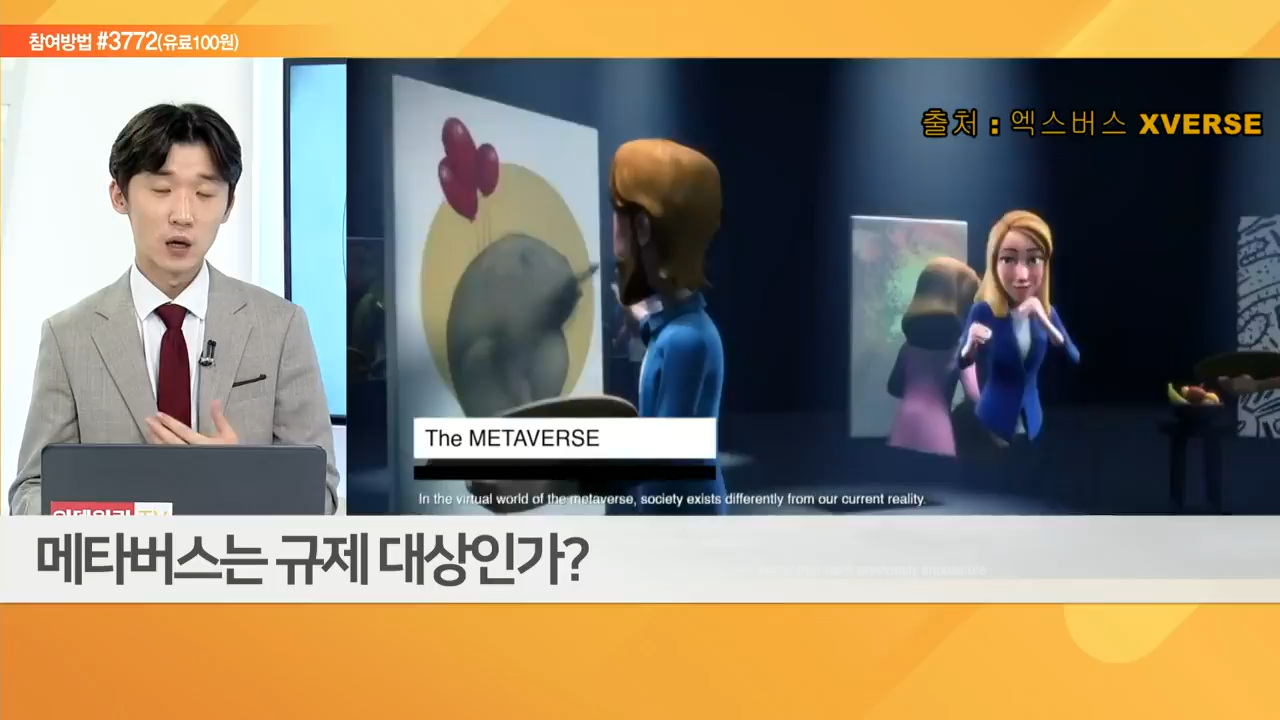 참여방법 #3772(유료100원)
출처 : 엑스버스 XVERSE
The METAVERSE
In the virtual world of the metaverse, society exists differently from our current reality.
메타버스는 규제 대상인가?